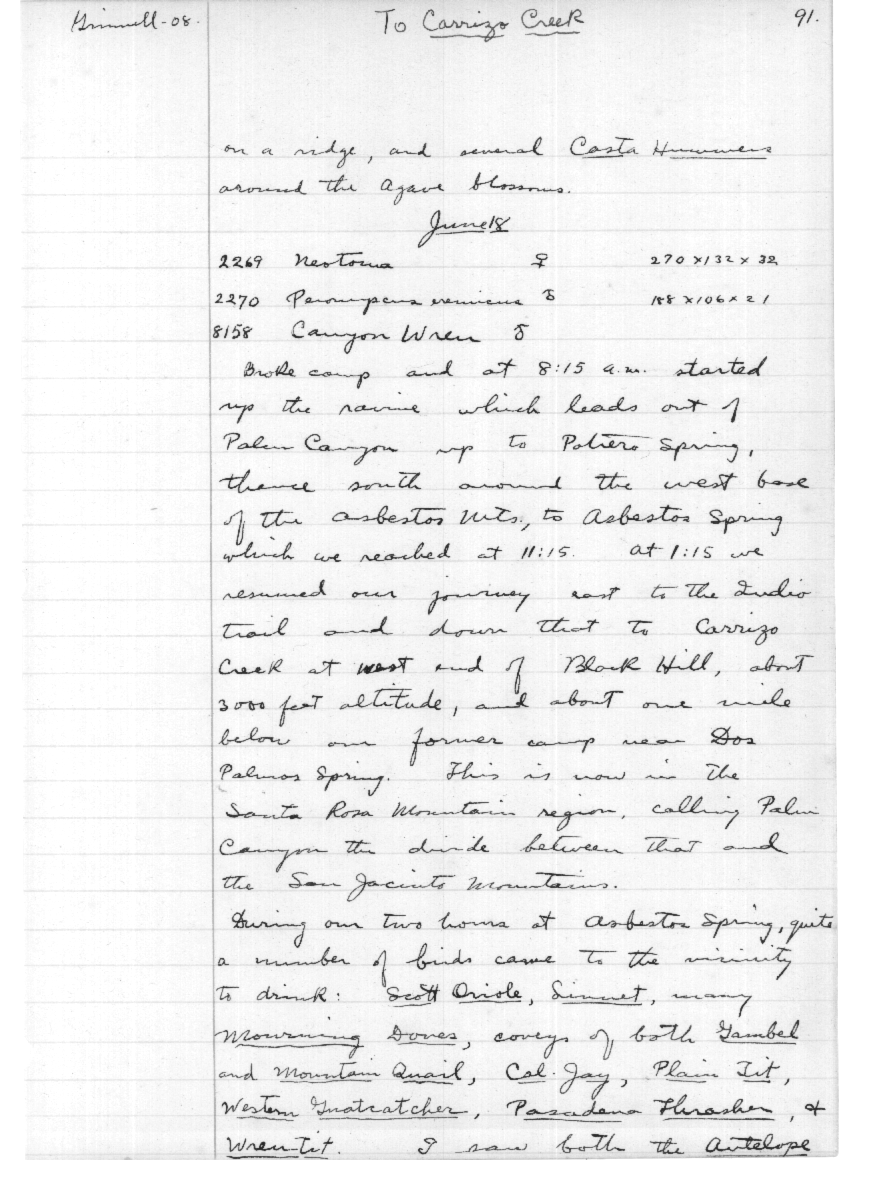 Grinnell-08.
To Carrizo Creek
91.
on a ridge, and several Costa Hummers
around the Agave blossoms.
June 18
2269 Neotoma ♀ 270 x 132 x 32
2270 Peromyscus eremicus ♂ 188 x 106 x 21
8158 Canyon Wren ♂
Broke camp and at 8:15 a.m. started
up the ravine which leads out of
Palm Canyon up to Potrero Spring,
thence south around the west base
of the Asbestos Mts., to Asbestos Spring
which we reached at 11:15. At 1:15 we
resumed our journey east to the Indio
trail and down that to Carrizo
Creek at west end of Black Hill, about
3000 feet altitude, and about one mile
below our former camp near Dos
Palmos Spring. This is now in the
Santa Rosa Mountain region, calling Palm
Canyon the divide between that and
the San Jacinto Mountains.
During our two hours at Asbestos Spring, quite
a number of birds came to the vicinity
to drink: Scott Oriole, Linnet, many
Mourning Doves, coveys of both Gambel
and Mountain Quail, Cal. Jay, Plain Tit,
Western Gnatcatcher, Pasadena Thrasher, &
Wren-tit. I saw both the Antelope